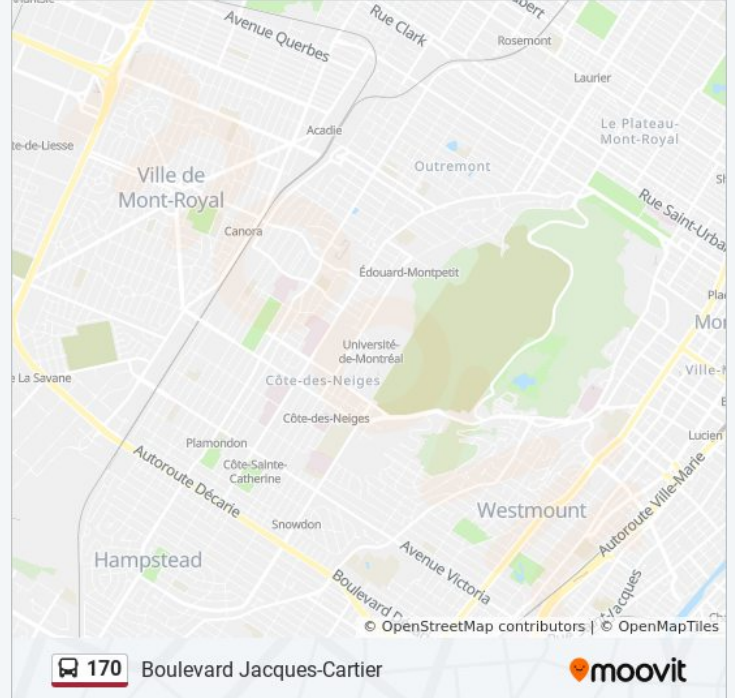 Avenue Querbes
Rue Clark
Rosemont
Laurier
Le Plateau-
Mont-Royal
Acadie
Outremont
Ville de
Mont-Royal
Rue Saint-Urba
Canora
Édouard-Montpetit
Université-
de-Montréal
La Savane
Côte-des-Neiges
Côte-des-Neiges
Lucien
Plamondon
Autoroute Décarie
Côte-Sainte-
Catherine
Autoroute Ville-Marie
Westmount
Snowdon
Hampstead
Avenue Victoria
Boulevard D
© OpenStreetMap contributors | © OpenMapTiles
170 Boulevard Jacques-Cartier
moovit